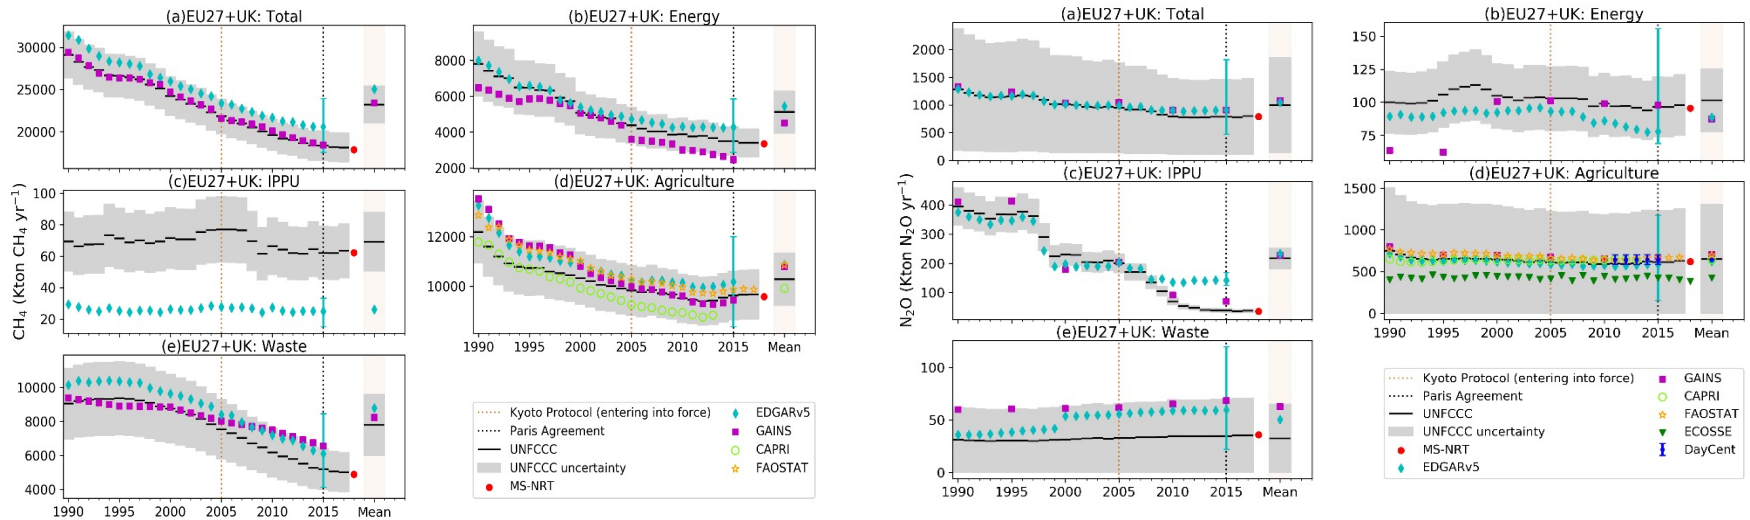 (a)EU27+UK: Total
30000
25000
20000
(b)EU27+UK: Energy
8000
6000
4000
2000
CH₄ (Kton CH₄ yr⁻¹)
(c)EU27+UK: IPPU
100
80
60
40
20
(d)EU27+UK: Agriculture
12000
10000
1990 1995 2000 2005 2010 2015 Mean
(e)EU27+UK: Waste
10000
8000
6000
4000
1990 1995 2000 2005 2010 2015 Mean
Kyoto Protocol (entering into force)
Paris Agreement
UNFCCC
UNFCCC uncertainty
MS-NRT
EDGARv5
GAINS
CAPRI
FAOSTAT
(a)EU27+UK: Total
2000
1500
1000
500
0
(b)EU27+UK: Energy
150
125
100
75
N₂O (Kton N₂O yr⁻¹)
(c)EU27+UK: IPPU
400
300
200
100
(d)EU27+UK: Agriculture
1500
1000
500
0
1990 1995 2000 2005 2010 2015 Mean
(e)EU27+UK: Waste
100
50
0
1990 1995 2000 2005 2010 2015 Mean
Kyoto Protocol (entering into force)
Paris Agreement
UNFCCC
UNFCCC uncertainty
MS-NRT
EDGARv5
GAINS
CAPRI
FAOSTAT
ECOSSE
DayCent